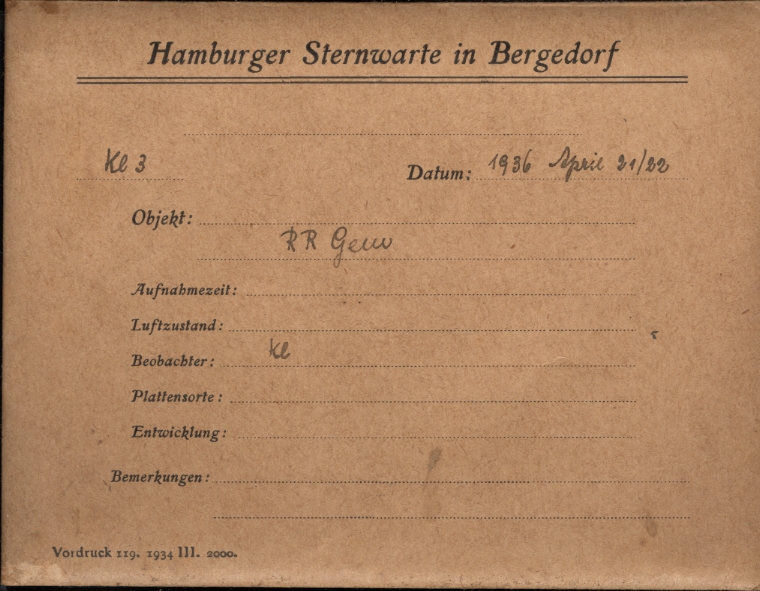 Hamburger Sternwarte in Bergedorf
Kl 3 Datum: 1936 April 21/22
Objekt:
RR Gem
Aufnahmezeit:
Luftzustand:
Beobachter: Kl
Plattensorte:
Entwicklung:
Bemerkungen:
Vordruck 119. 1934 III. 2000.